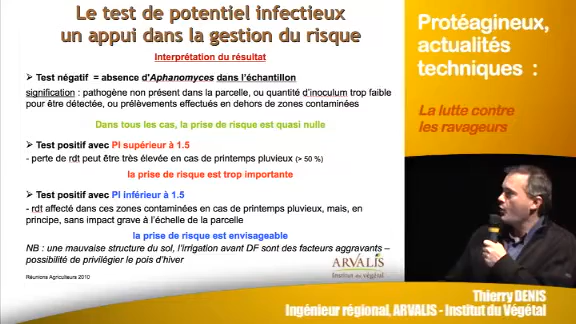 Le test de potentiel infectieux
un appui dans la gestion du risque
Interprétation du résultat
➢ Test négatif = absence d'Aphanomyces dans l'échantillon
signification : pathogène non présent dans la parcelle, ou quantité d'inoculum trop faible
pour être détectée, ou prélèvements effectués en dehors de zones contaminées
Dans tous les cas, la prise de risque est quasi nulle
➢ Test positif avec PI supérieur à 1.5
- perte de rdt peut être très élevée en cas de printemps pluvieux (> 50 %)
la prise de risque est trop importante
➢ Test positif avec PI inférieur à 1.5
- rdt affecté dans ces zones contaminées en cas de printemps pluvieux, mais, en
principe, sans impact grave à l'échelle de la parcelle
la prise de risque est envisageable
NB : une mauvaise structure du sol, l'irrigation avant DF sont des facteurs aggravants –
possibilité de privilégier le pois d'hiver
Réunions Agriculteurs 2010
ARVALIS
Institut du végétal
Protéagineux,
actualités
techniques :
La lutte contre
les ravageurs
Thierry DENIS
Ingénieur régional, ARVALIS - Institut du Végétal